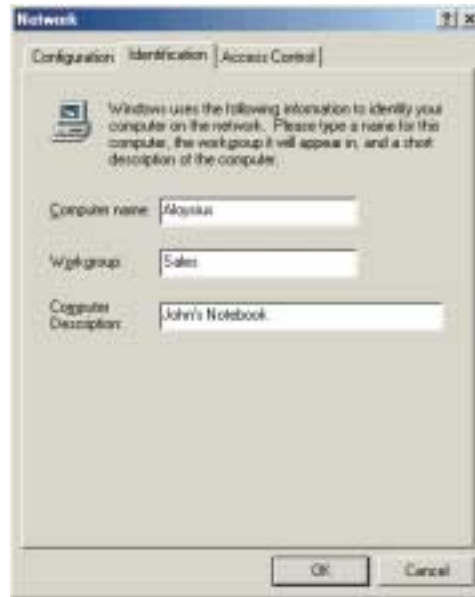 Network
Configuration Identification Access Control
Windows uses the following information to identify your
computer on the network. Please type a name for this
computer, the workgroup it will appear in, and a short
description of the computer.
Computer name: Aloysius
Workgroup: Sales
Computer
Description: John's Notebook
OK Cancel